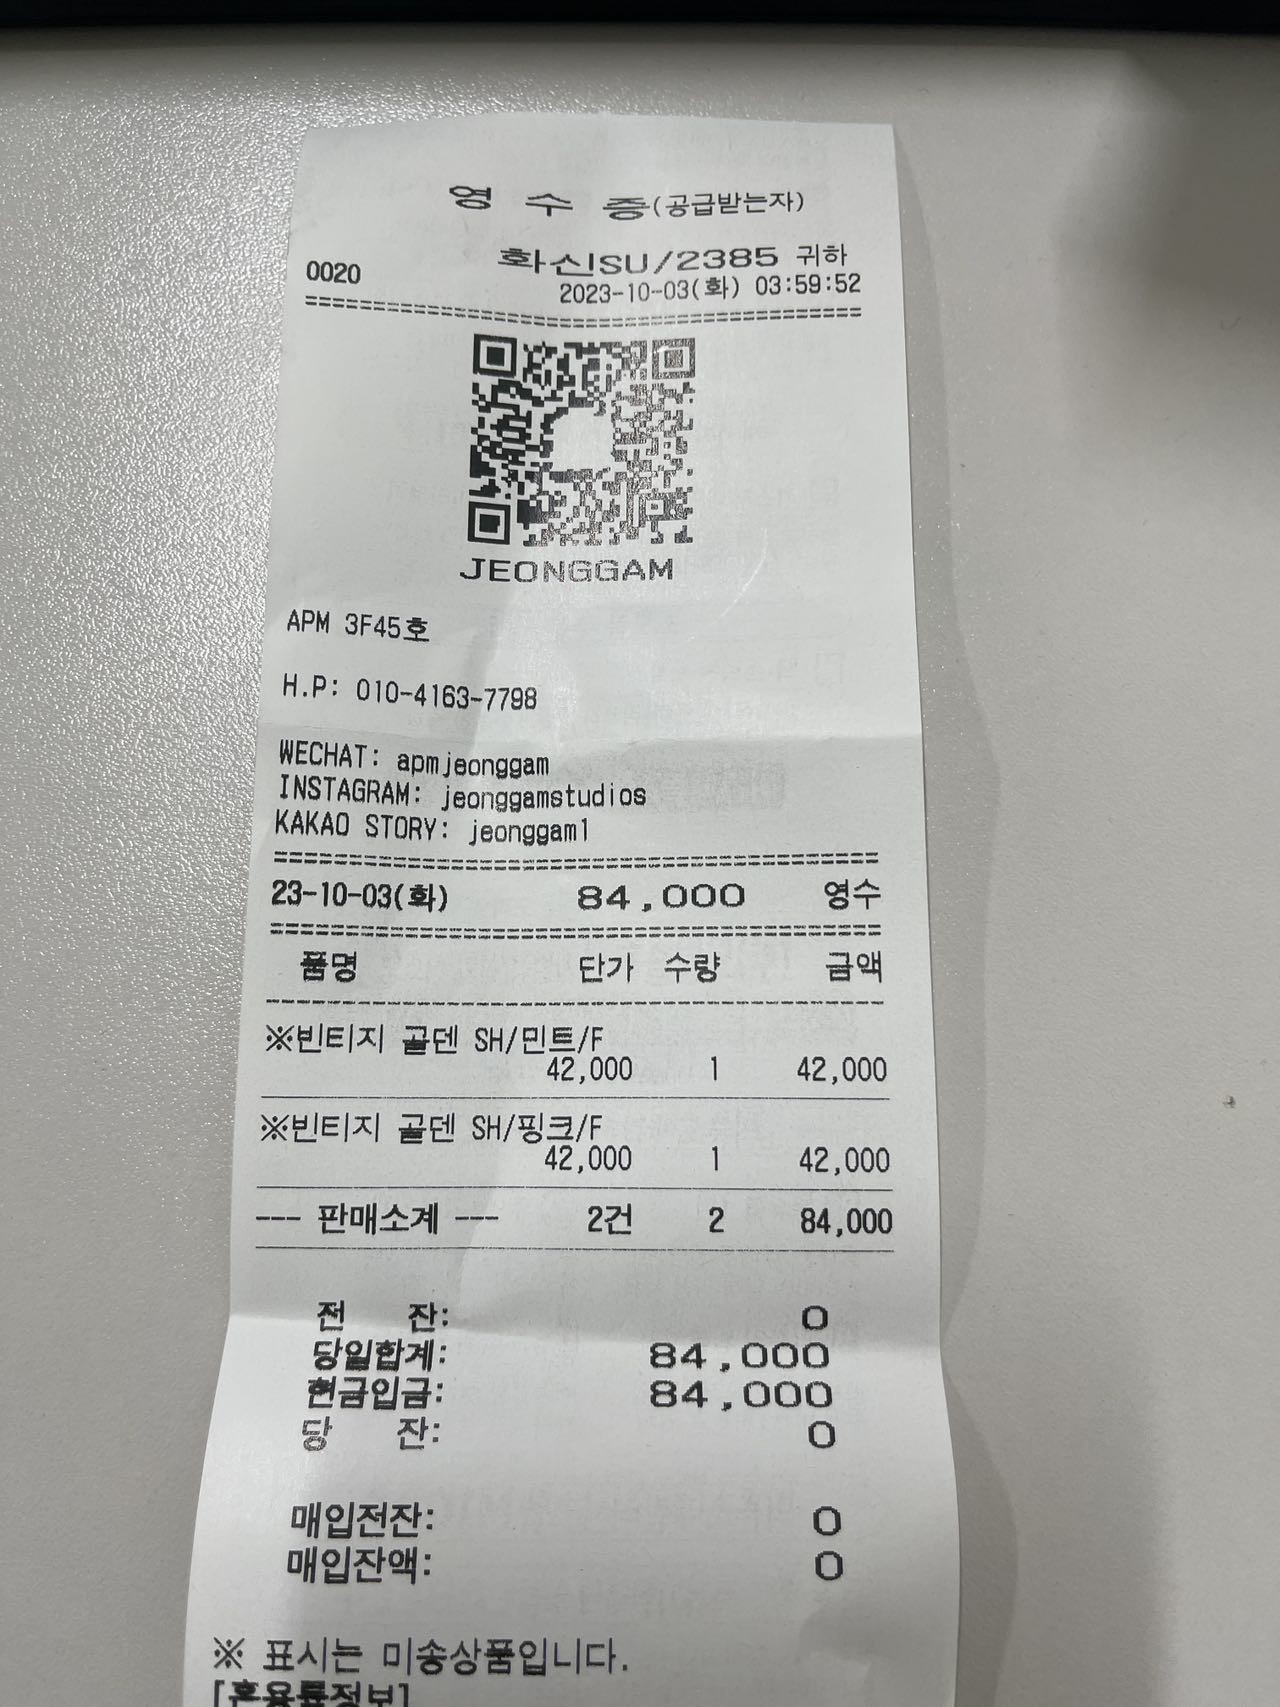 영 수 증(공급받는자)
0020 화신SU/2385 귀하
2023-10-03(화) 03:59:52
JEONGGAM
APM 3F45호
H.P: 010-4163-7798
WECHAT: apmjeonggam
INSTAGRAM: jeonggamstudios
KAKAO STORY: jeonggam1
23-10-03(화) 84,000 영수
품명 단가 수량 금액
※빈티지 골덴 SH/민트/F
42,000 1 42,000
※빈티지 골덴 SH/핑크/F
42,000 1 42,000
--- 판매소계 --- 2건 2 84,000
전 잔: 0
당일합계: 84,000
현금입금: 84,000
당 잔: 0
매입전잔: 0
매입잔액: 0
※ 표시는 미송상품입니다.
[혼용률정보]